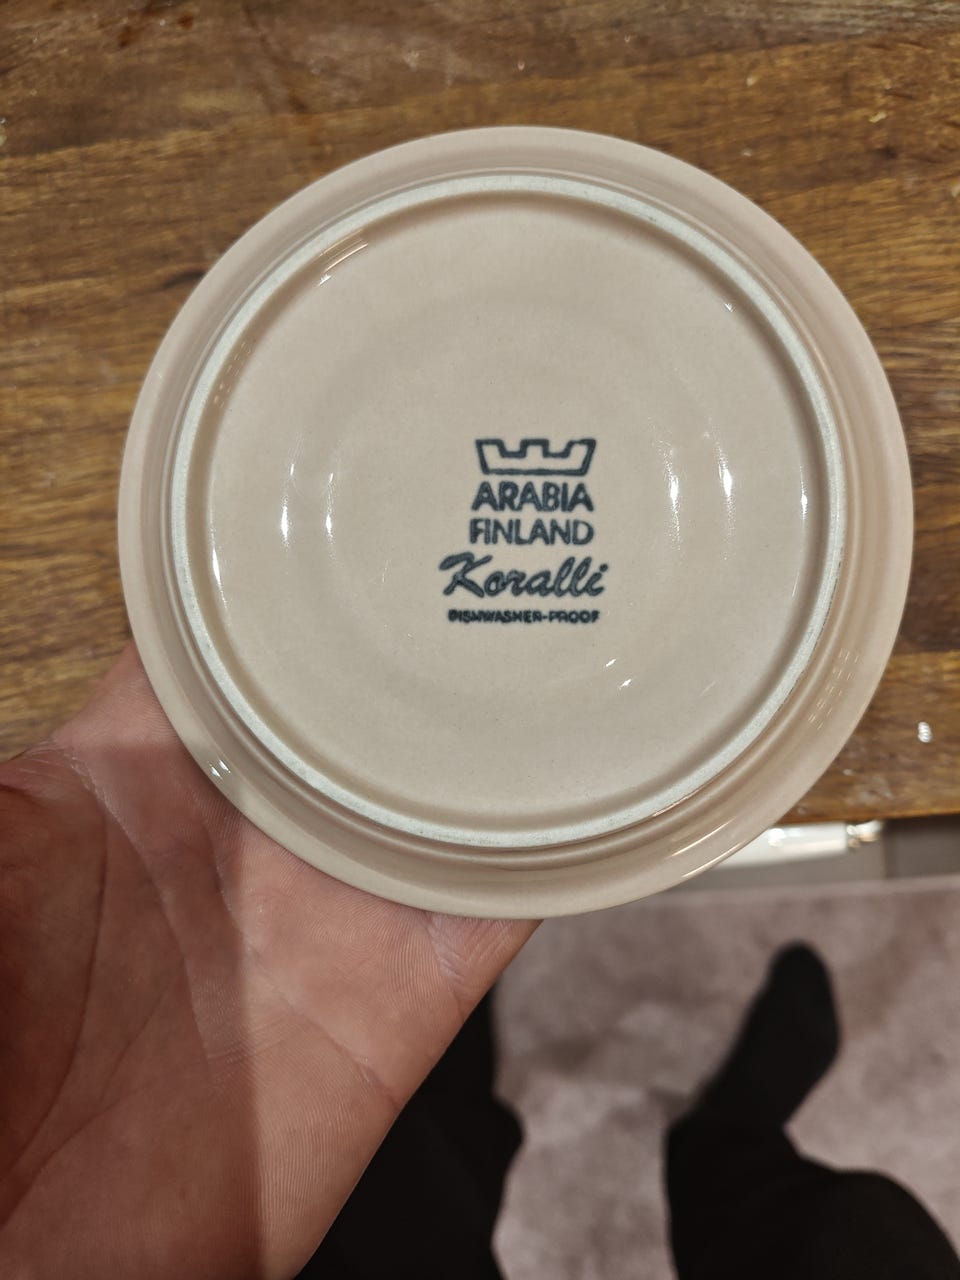 ARABIA
FINLAND
Koralli
DISHWASHER-PROOF